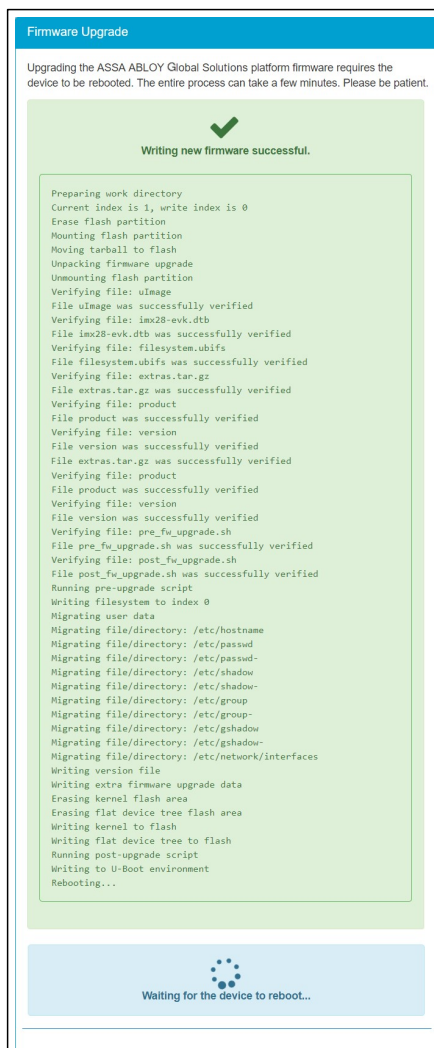 Firmware Upgrade
Upgrading the ASSA ABLOY Global Solutions platform firmware requires the
device to be rebooted. The entire process can take a few minutes. Please be patient.
Writing new firmware successful.
Preparing work directory
Current index is 1, write index is 0
Erase flash partition
Mounting flash partition
Moving tarball to flash
Unpacking firmware upgrade
Unmounting flash partition
Verifying file: uImage
File uImage was successfully verified
Verifying file: imx28-evk.dtb
File imx28-evk.dtb was successfully verified
Verifying file: filesystem.ubifs
File filesystem.ubifs was successfully verified
Verifying file: extras.tar.gz
File extras.tar.gz was successfully verified
Verifying file: product
File product was successfully verified
Verifying file: version
File version was successfully verified
File extras.tar.gz was successfully verified
Verifying file: product
File product was successfully verified
Verifying file: version
File version was successfully verified
Verifying file: pre_fw_upgrade.sh
File pre_fw_upgrade.sh was successfully verified
Verifying file: post_fw_upgrade.sh
File post_fw_upgrade.sh was successfully verified
Running pre-upgrade script
Writing filesystem to index 0
Migrating user data
Migrating file/directory: /etc/hostname
Migrating file/directory: /etc/passwd
Migrating file/directory: /etc/passwd-
Migrating file/directory: /etc/shadow
Migrating file/directory: /etc/shadow-
Migrating file/directory: /etc/group
Migrating file/directory: /etc/group-
Migrating file/directory: /etc/gshadow
Migrating file/directory: /etc/gshadow-
Migrating file/directory: /etc/network/interfaces
Writing version file
Writing extra firmware upgrade data
Erasing kernel flash area
Erasing flat device tree flash area
Writing kernel to flash
Writing flat device tree to flash
Running post-upgrade script
Writing to U-Boot environment
Rebooting...
Waiting for the device to reboot...